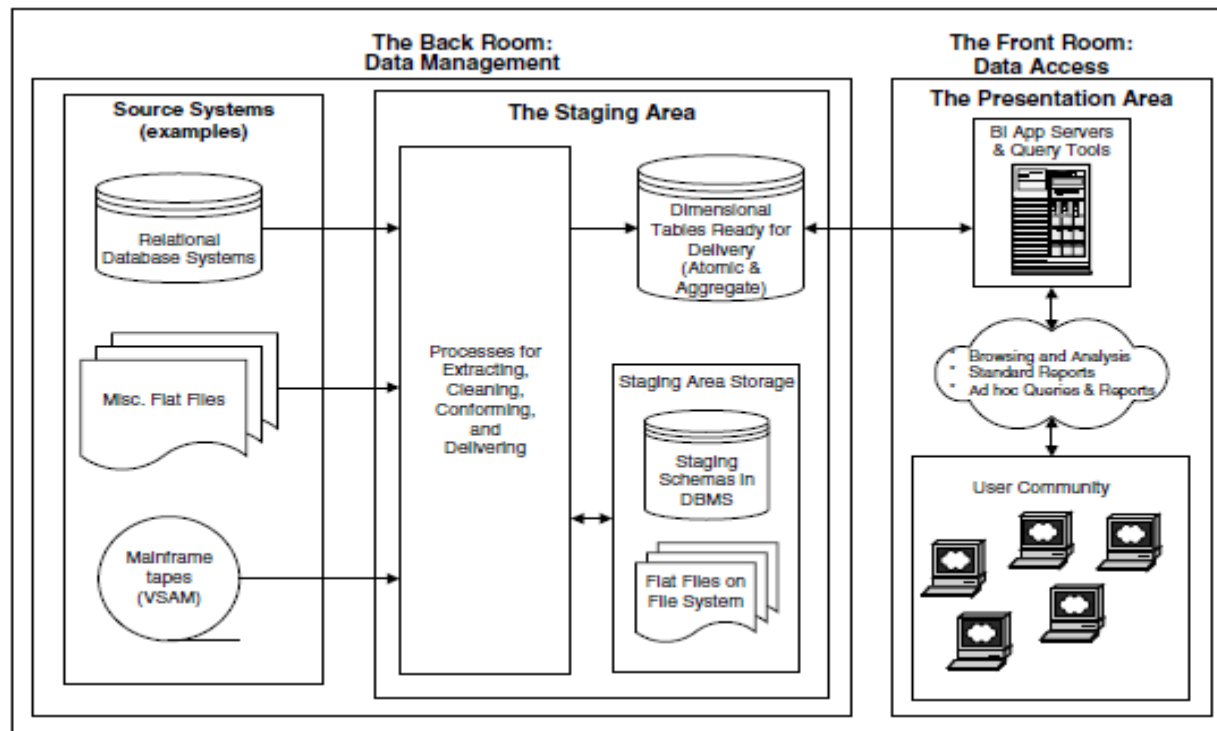 The Back Room:
Data Management
The Front Room:
Data Access
Source Systems
(examples)
Relational
Database Systems
Misc. Flat Files
Mainframe
tapes
(VSAM)
The Staging Area
Processes for
Extracting,
Cleaning,
Conforming,
and
Delivering
Dimensional
Tables Ready for
Delivery
(Atomic &
Aggregate)
Staging Area Storage
Staging
Schemas in
DBMS
Flat Files on
File System
The Presentation Area
BI App Servers
& Query Tools
* Browsing and Analysis
* Standard Reports
* Ad hoc Queries & Reports
User Community